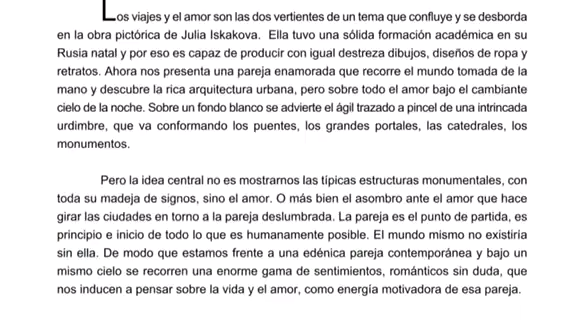 Los viajes y el amor son las dos vertientes de un tema que confluye y se desborda
en la obra pictórica de Julia Iskakova. Ella tuvo una sólida formación académica en su
Rusia natal y por eso es capaz de producir con igual destreza dibujos, diseños de ropa y
retratos. Ahora nos presenta una pareja enamorada que recorre el mundo tomada de la
mano y descubre la rica arquitectura urbana, pero sobre todo el amor bajo el cambiante
cielo de la noche. Sobre un fondo blanco se advierte el ágil trazado a pincel de una intrincada
urdimbre, que va conformando los puentes, los grandes portales, las catedrales, los
monumentos.
Pero la idea central no es mostrarnos las típicas estructuras monumentales, con
toda su madeja de signos, sino el amor. O más bien el asombro ante el amor que hace
girar las ciudades en torno a la pareja deslumbrada. La pareja es el punto de partida, es
principio e inicio de todo lo que es humanamente posible. El mundo mismo no existiría
sin ella. De modo que estamos frente a una edénica pareja contemporánea y bajo un
mismo cielo se recorren una enorme gama de sentimientos, románticos sin duda, que
nos inducen a pensar sobre la vida y el amor, como energía motivadora de esa pareja.